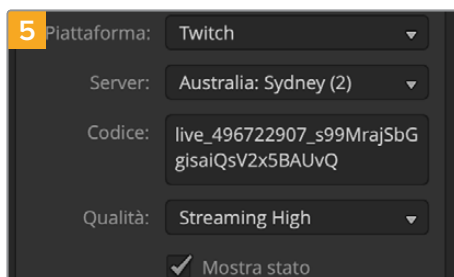 5
Piattaforma: Twitch
Server: Australia: Sydney (2)
Codice: live_496722907_s99MrajSbG
gisaiQsV2x5BAUvQ
Qualità: Streaming High
Mostra stato